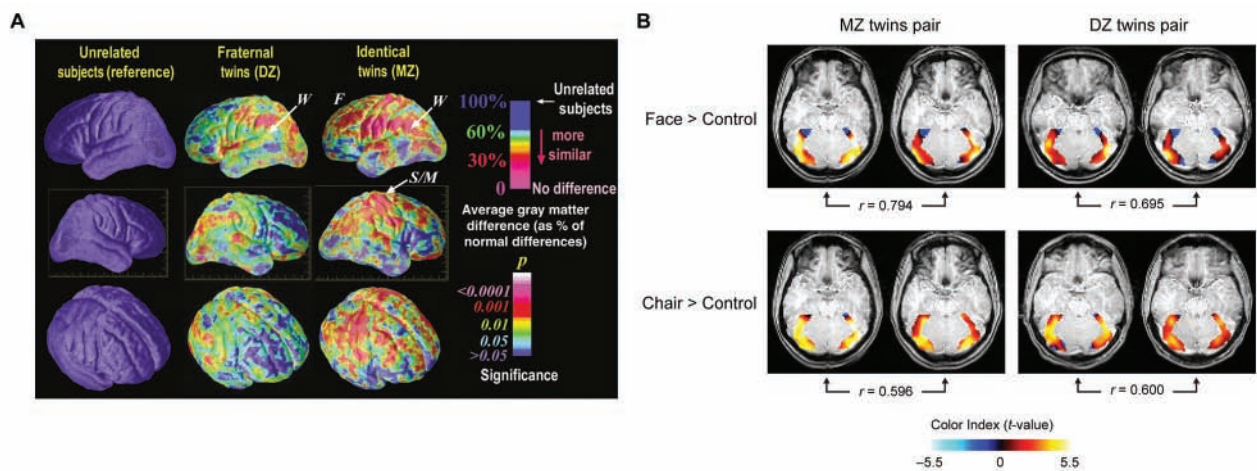 A
Unrelated
subjects (reference)
Fraternal
twins (DZ)
Identical
twins (MZ)
W
F
W
S/M
100%
60%
30%
0
Unrelated
subjects
more
similar
No difference
Average gray matter
difference (as % of
normal differences)
p
<0.0001
0.001
0.01
0.05
>0.05
Significance
B
MZ twins pair
DZ twins pair
Face > Control
r = 0.794
r = 0.695
Chair > Control
r = 0.596
r = 0.600
Color Index (t-value)
–5.5 0 5.5